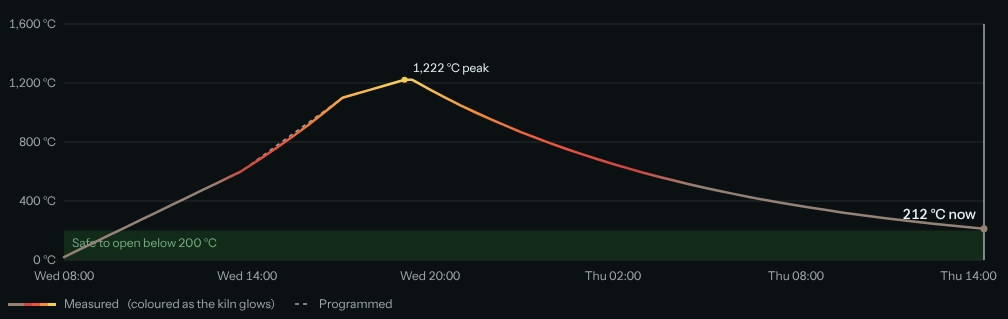 1,600 °C
1,222 °C peak
1,200 °C
800 °C
400 °C
212 °C now
Safe to open below 200 °C
0 °C
Wed 08:00 Wed 14:00 Wed 20:00 Thu 02:00 Thu 08:00 Thu 14:00
Measured (coloured as the kiln glows) Programmed